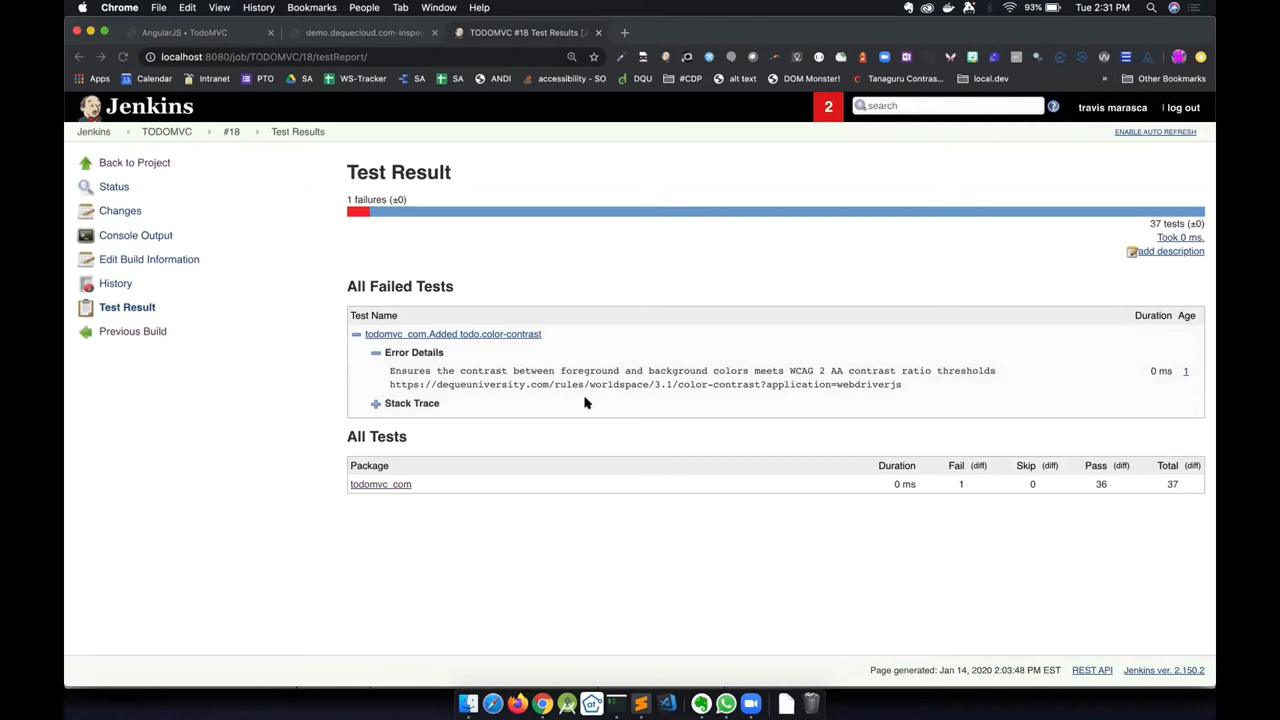 Chrome File Edit View History Bookmarks People Tab Window Help 93% Tue 2:31 PM
AngularJS • TodoMVC demo.dequecloud.com-Inspe TODOMVC #18 Test Results [
localhost:8080/job/TODOMVC/18/testReport/
Apps Calendar Intranet PTO SA WS-Tracker SA SA ANDI accessibility - SO DQU #CDP alt text DOM Monster! Tanaguru Contras... local.dev » Other Bookmarks
Jenkins 2 search travis marasca log out
Jenkins TODOMVC #18 Test Results ENABLE AUTO REFRESH
Back to Project
Status
Changes
Console Output
Edit Build Information
History
Test Result
Previous Build
Test Result
1 failures (±0)
37 tests (±0)
Took 0 ms.
add description
All Failed Tests
Test Name Duration Age
todomvc_com.Added todo.color-contrast
Error Details
Ensures the contrast between foreground and background colors meets WCAG 2 AA contrast ratio thresholds 0 ms 1
https://dequeuniversity.com/rules/worldspace/3.1/color-contrast?application=webdriverjs
Stack Trace
All Tests
Package Duration Fail (diff) Skip (diff) Pass (diff) Total (diff)
todomvc_com 0 ms 1 0 36 37
Page generated: Jan 14, 2020 2:03:48 PM EST REST API Jenkins ver. 2.150.2